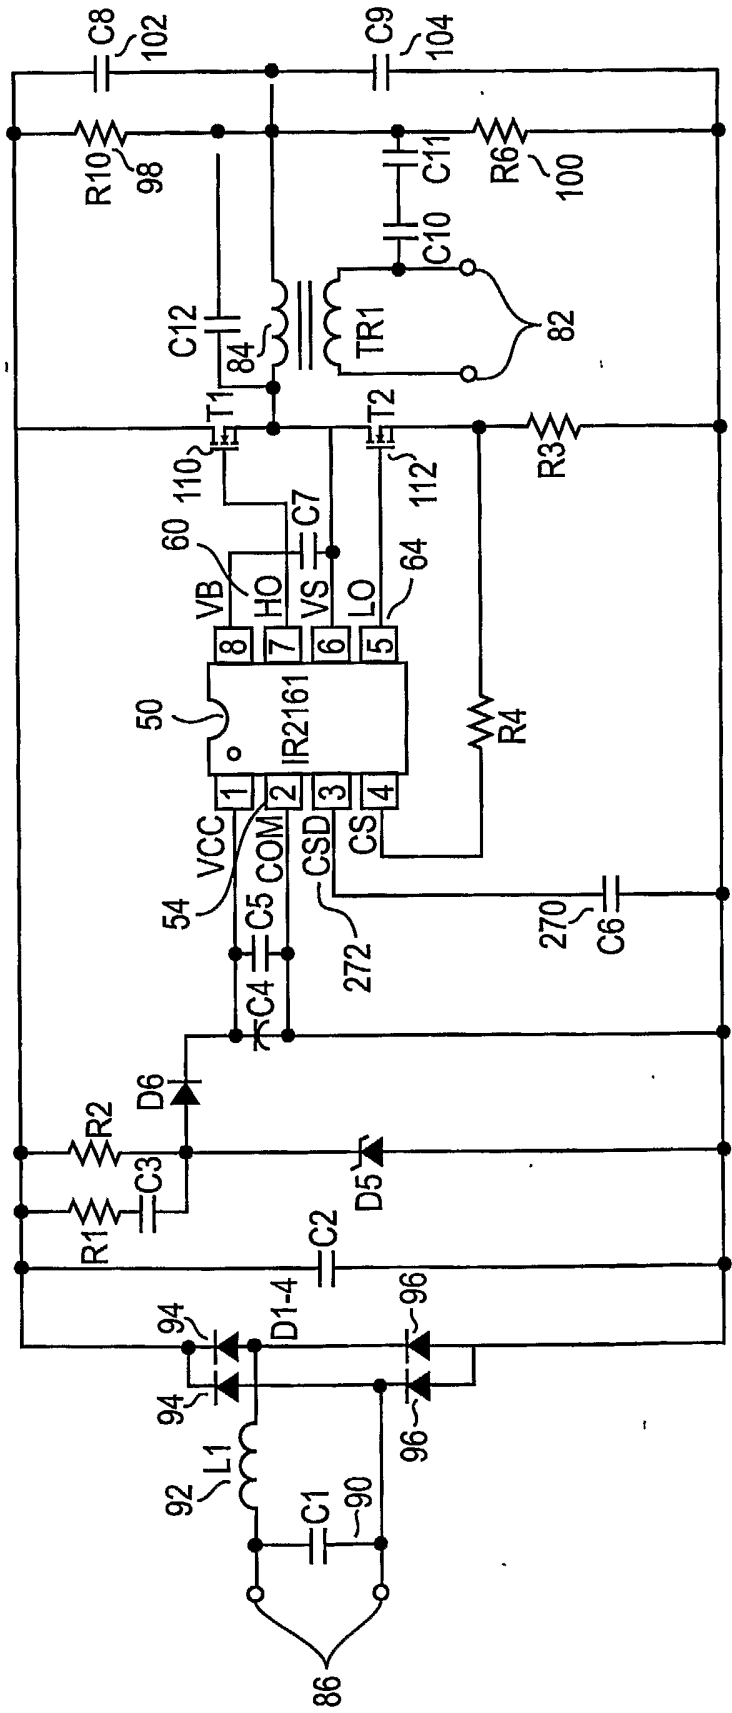 86
92
L1
C1
90
94
94
D1-4
96
96
C2
R1
R2
C3
D6
D5
C4
C5
54
VCC
COM
CSD
CS
272
270
C6
1
2
3
4
50
IR2161
8
7
6
5
VB
HO
VS
LO
60
64
C7
R4
110
T1
112
T2
R3
C12
84
TR1
82
C10
C11
R10
98
R6
100
C8
102
C9
104